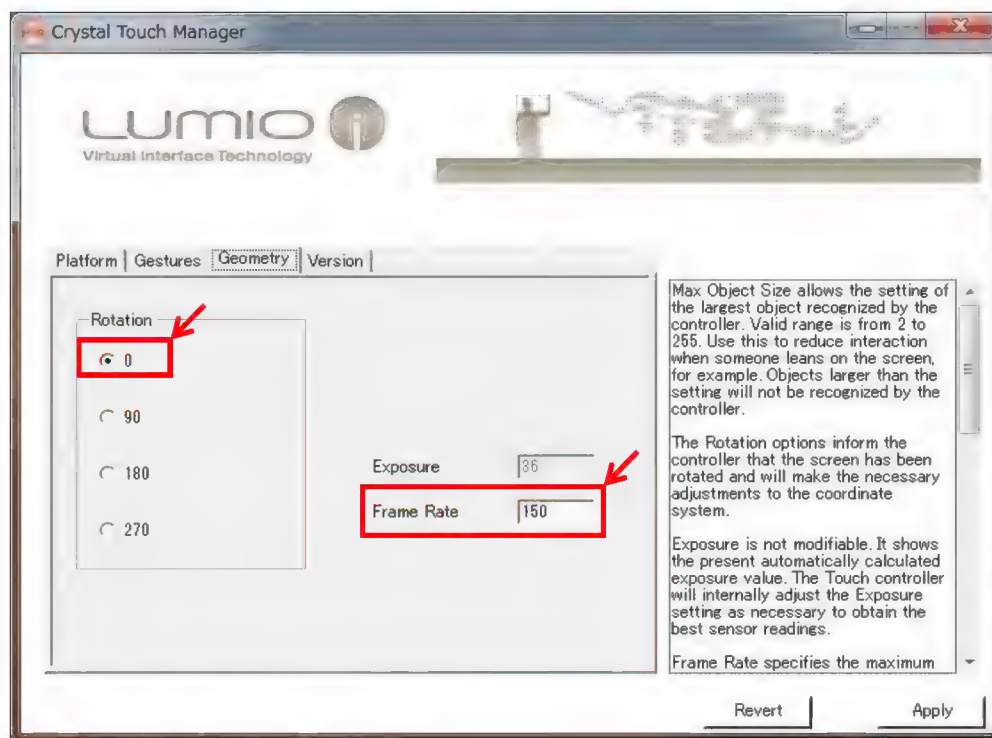 Crystal Touch Manager
LUMIO
Virtual Interface Technology
Platform
Gestures
Geometry
Version
Rotation
0
90
180
270
Exposure
36
Frame Rate
150
Max Object Size allows the setting of
the largest object recognized by the
controller. Valid range is from 2 to
255. Use this to reduce interaction
when someone leans on the screen,
for example. Objects larger than the
setting will not be recognized by the
controller.
The Rotation options inform the
controller that the screen has been
rotated and will make the necessary
adjustments to the coordinate
system.
Exposure is not modifiable. It shows
the present automatically calculated
exposure value. The Touch controller
will internally adjust the Exposure
setting as necessary to obtain the
best sensor readings.
Frame Rate specifies the maximum
Revert
Apply